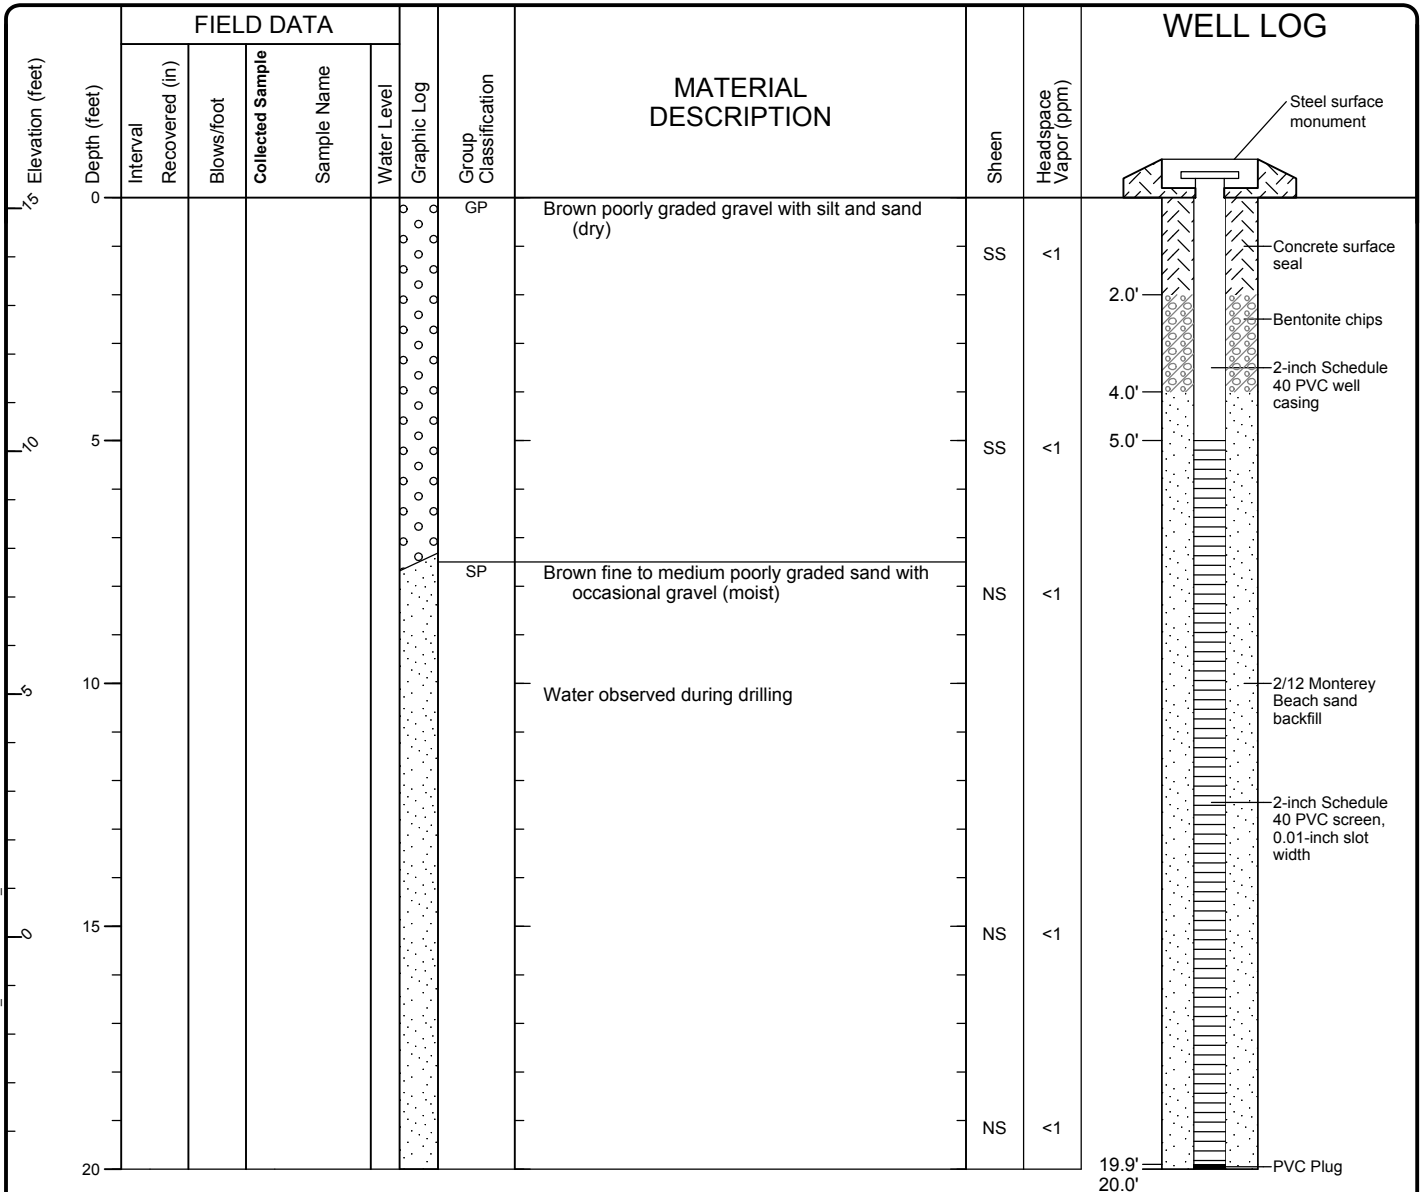 FIELD DATA
WELL LOG
Elevation (feet)
Depth (feet)
Interval
Recovered (in)
Blows/foot
Collected Sample
Sample Name
Water Level
Graphic Log
Group
Classification
MATERIAL
DESCRIPTION
Sheen
Headspace
Vapor (ppm)
Steel surface
monument
15
0
GP
Brown poorly graded gravel with silt and sand
(dry)
SS
<1
Concrete surface
seal
2.0'
Bentonite chips
2-inch Schedule
40 PVC well
casing
4.0'
10
5
SS
<1
5.0'
SP
Brown fine to medium poorly graded sand with
occasional gravel (moist)
NS
<1
5
10
Water observed during drilling
2/12 Monterey
Beach sand
backfill
2-inch Schedule
40 PVC screen,
0.01-inch slot
width
0
15
NS
<1
NS
<1
20
19.9'
PVC Plug
20.0'